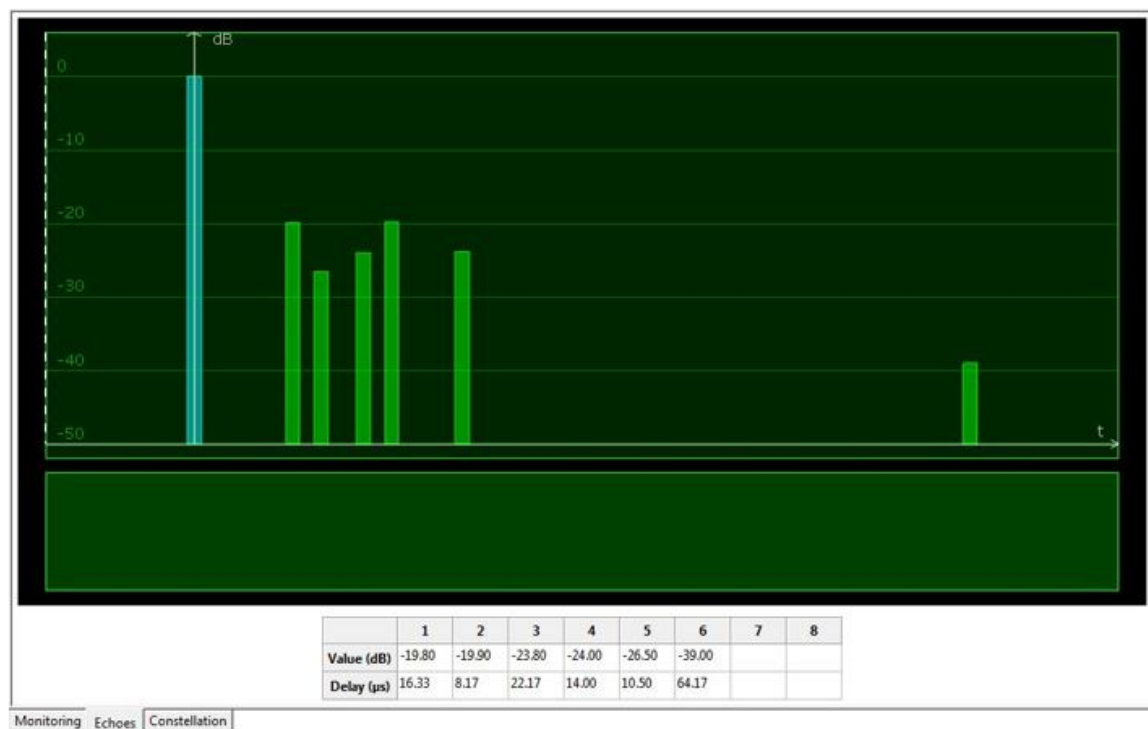 dB
0
-10
-20
-30
-40
-50
t
1 2 3 4 5 6 7 8
Value (dB) -19.80 -19.90 -23.80 -24.00 -26.50 -39.00
Delay (µs) 16.33 8.17 22.17 14.00 10.50 64.17
Monitoring Echoes Constellation